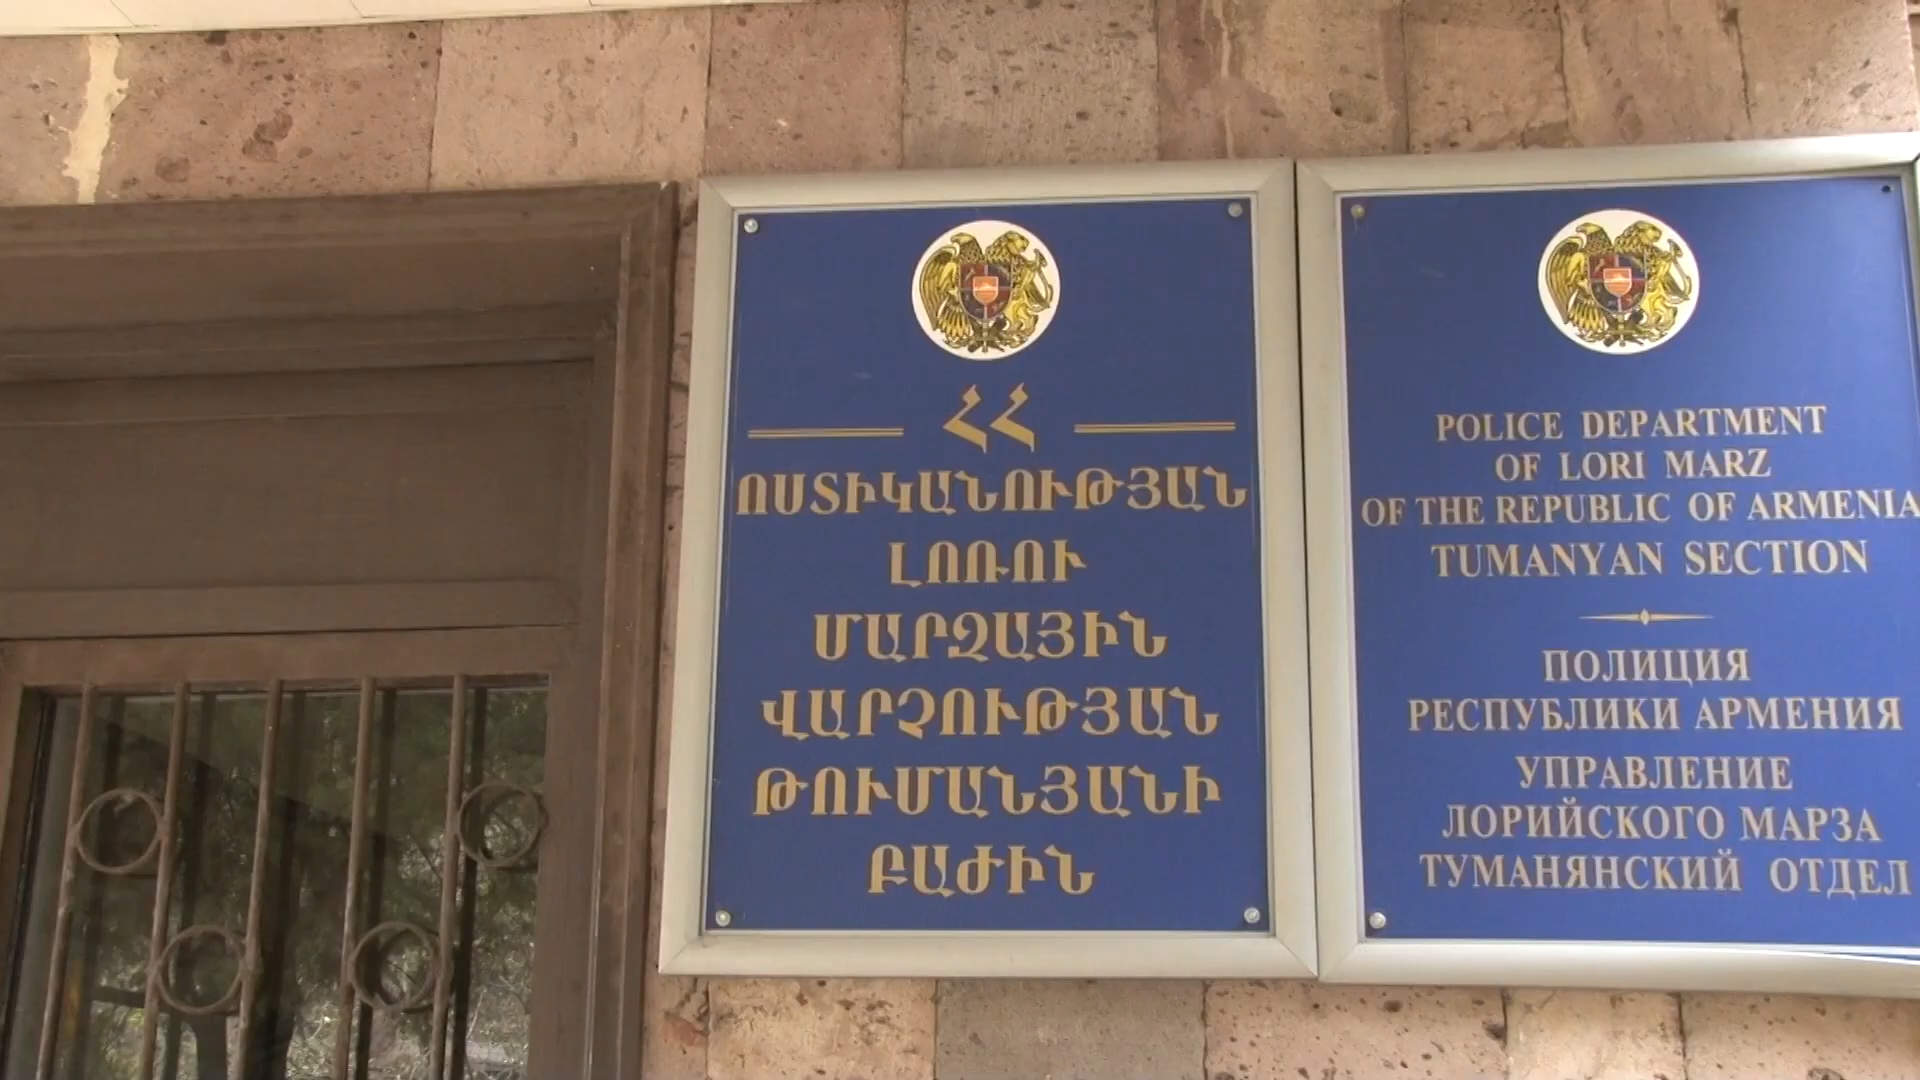 ՀՀ
ՈՍՏԻԿԱՆՈՒԹՅԱՆ
ԼՈՌՈՒ
ՄԱՐԶԱՅԻՆ
ՎԱՐՉՈՒԹՅԱՆ
ԹՈՒՄԱՆՅԱՆԻ
ԲԱԺԻՆ
POLICE DEPARTMENT
OF LORI MARZ
OF THE REPUBLIC OF ARMENIA
TUMANYAN SECTION
ПОЛИЦИЯ
РЕСПУБЛИКИ АРМЕНИЯ
УПРАВЛЕНИЕ
ЛОРИЙСКОГО МАРЗА
ТУМАНЯНСКИЙ ОТДЕЛ